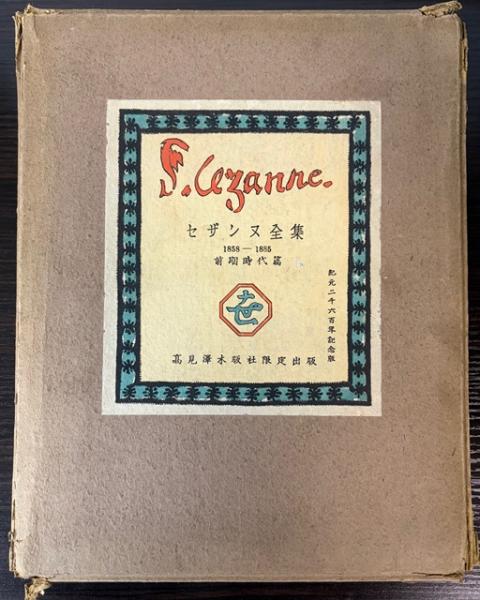 P. Cezanne.
セザンヌ全集
1858—1885
前期時代篇
紀元二千六百年記念版
高見澤木版社限定出版